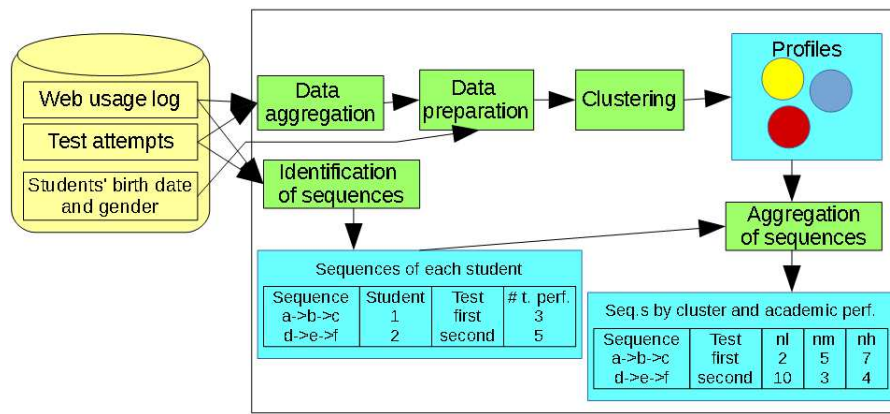 Web usage log
Test attempts
Students' birth date
and gender
Data
aggregation
Data
preparation
Clustering
Profiles
Identification
of sequences
Aggregation
of sequences
Sequences of each student
Sequence Student Test # t. perf.
a->b->c 1 first 3
d->e->f 2 second 5
Seq.s by cluster and academic perf.
Sequence Test nl nm nh
a->b->c first 2 5 7
d->e->f second 10 3 4